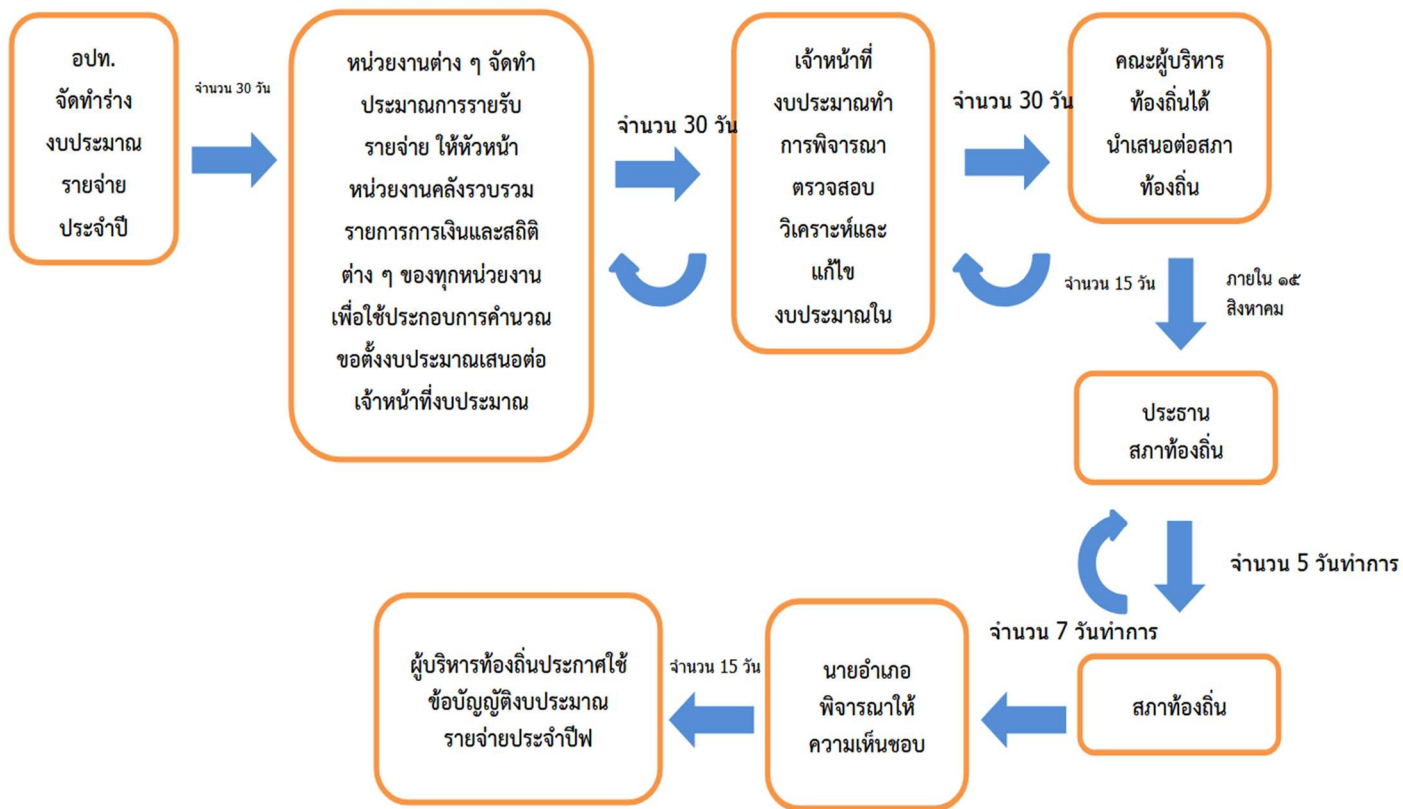 อปท.
จัดทำร่าง
งบประมาณ
รายจ่าย
ประจำปี
จำนวน 30 วัน
หน่วยงานต่าง ๆ จัดทำ
ประมาณการรายรับ
รายจ่าย ให้หัวหน้า
หน่วยงานคลังรวบรวม
รายการการเงินและสถิติ
ต่าง ๆ ของทุกหน่วยงาน
เพื่อใช้ประกอบการคำนวณ
ขอตั้งงบประมาณเสนอต่อ
เจ้าหน้าที่งบประมาณ
จำนวน 30 วัน
เจ้าหน้าที่
งบประมาณทำ
การพิจารณา
ตรวจสอบ
วิเคราะห์และ
แก้ไข
งบประมาณใน
จำนวน 30 วัน
คณะผู้บริหาร
ท้องถิ่นได้
นำเสนอต่อสภา
ท้องถิ่น
จำนวน 15 วัน
ภายใน ๑๕
สิงหาคม
ประธาน
สภาท้องถิ่น
จำนวน 5 วันทำการ
สภาท้องถิ่น
จำนวน 7 วันทำการ
นายอำเภอ
พิจารณาให้
ความเห็นชอบ
จำนวน 15 วัน
ผู้บริหารท้องถิ่นประกาศใช้
ข้อบัญญัติงบประมาณ
รายจ่ายประจำปีฟ